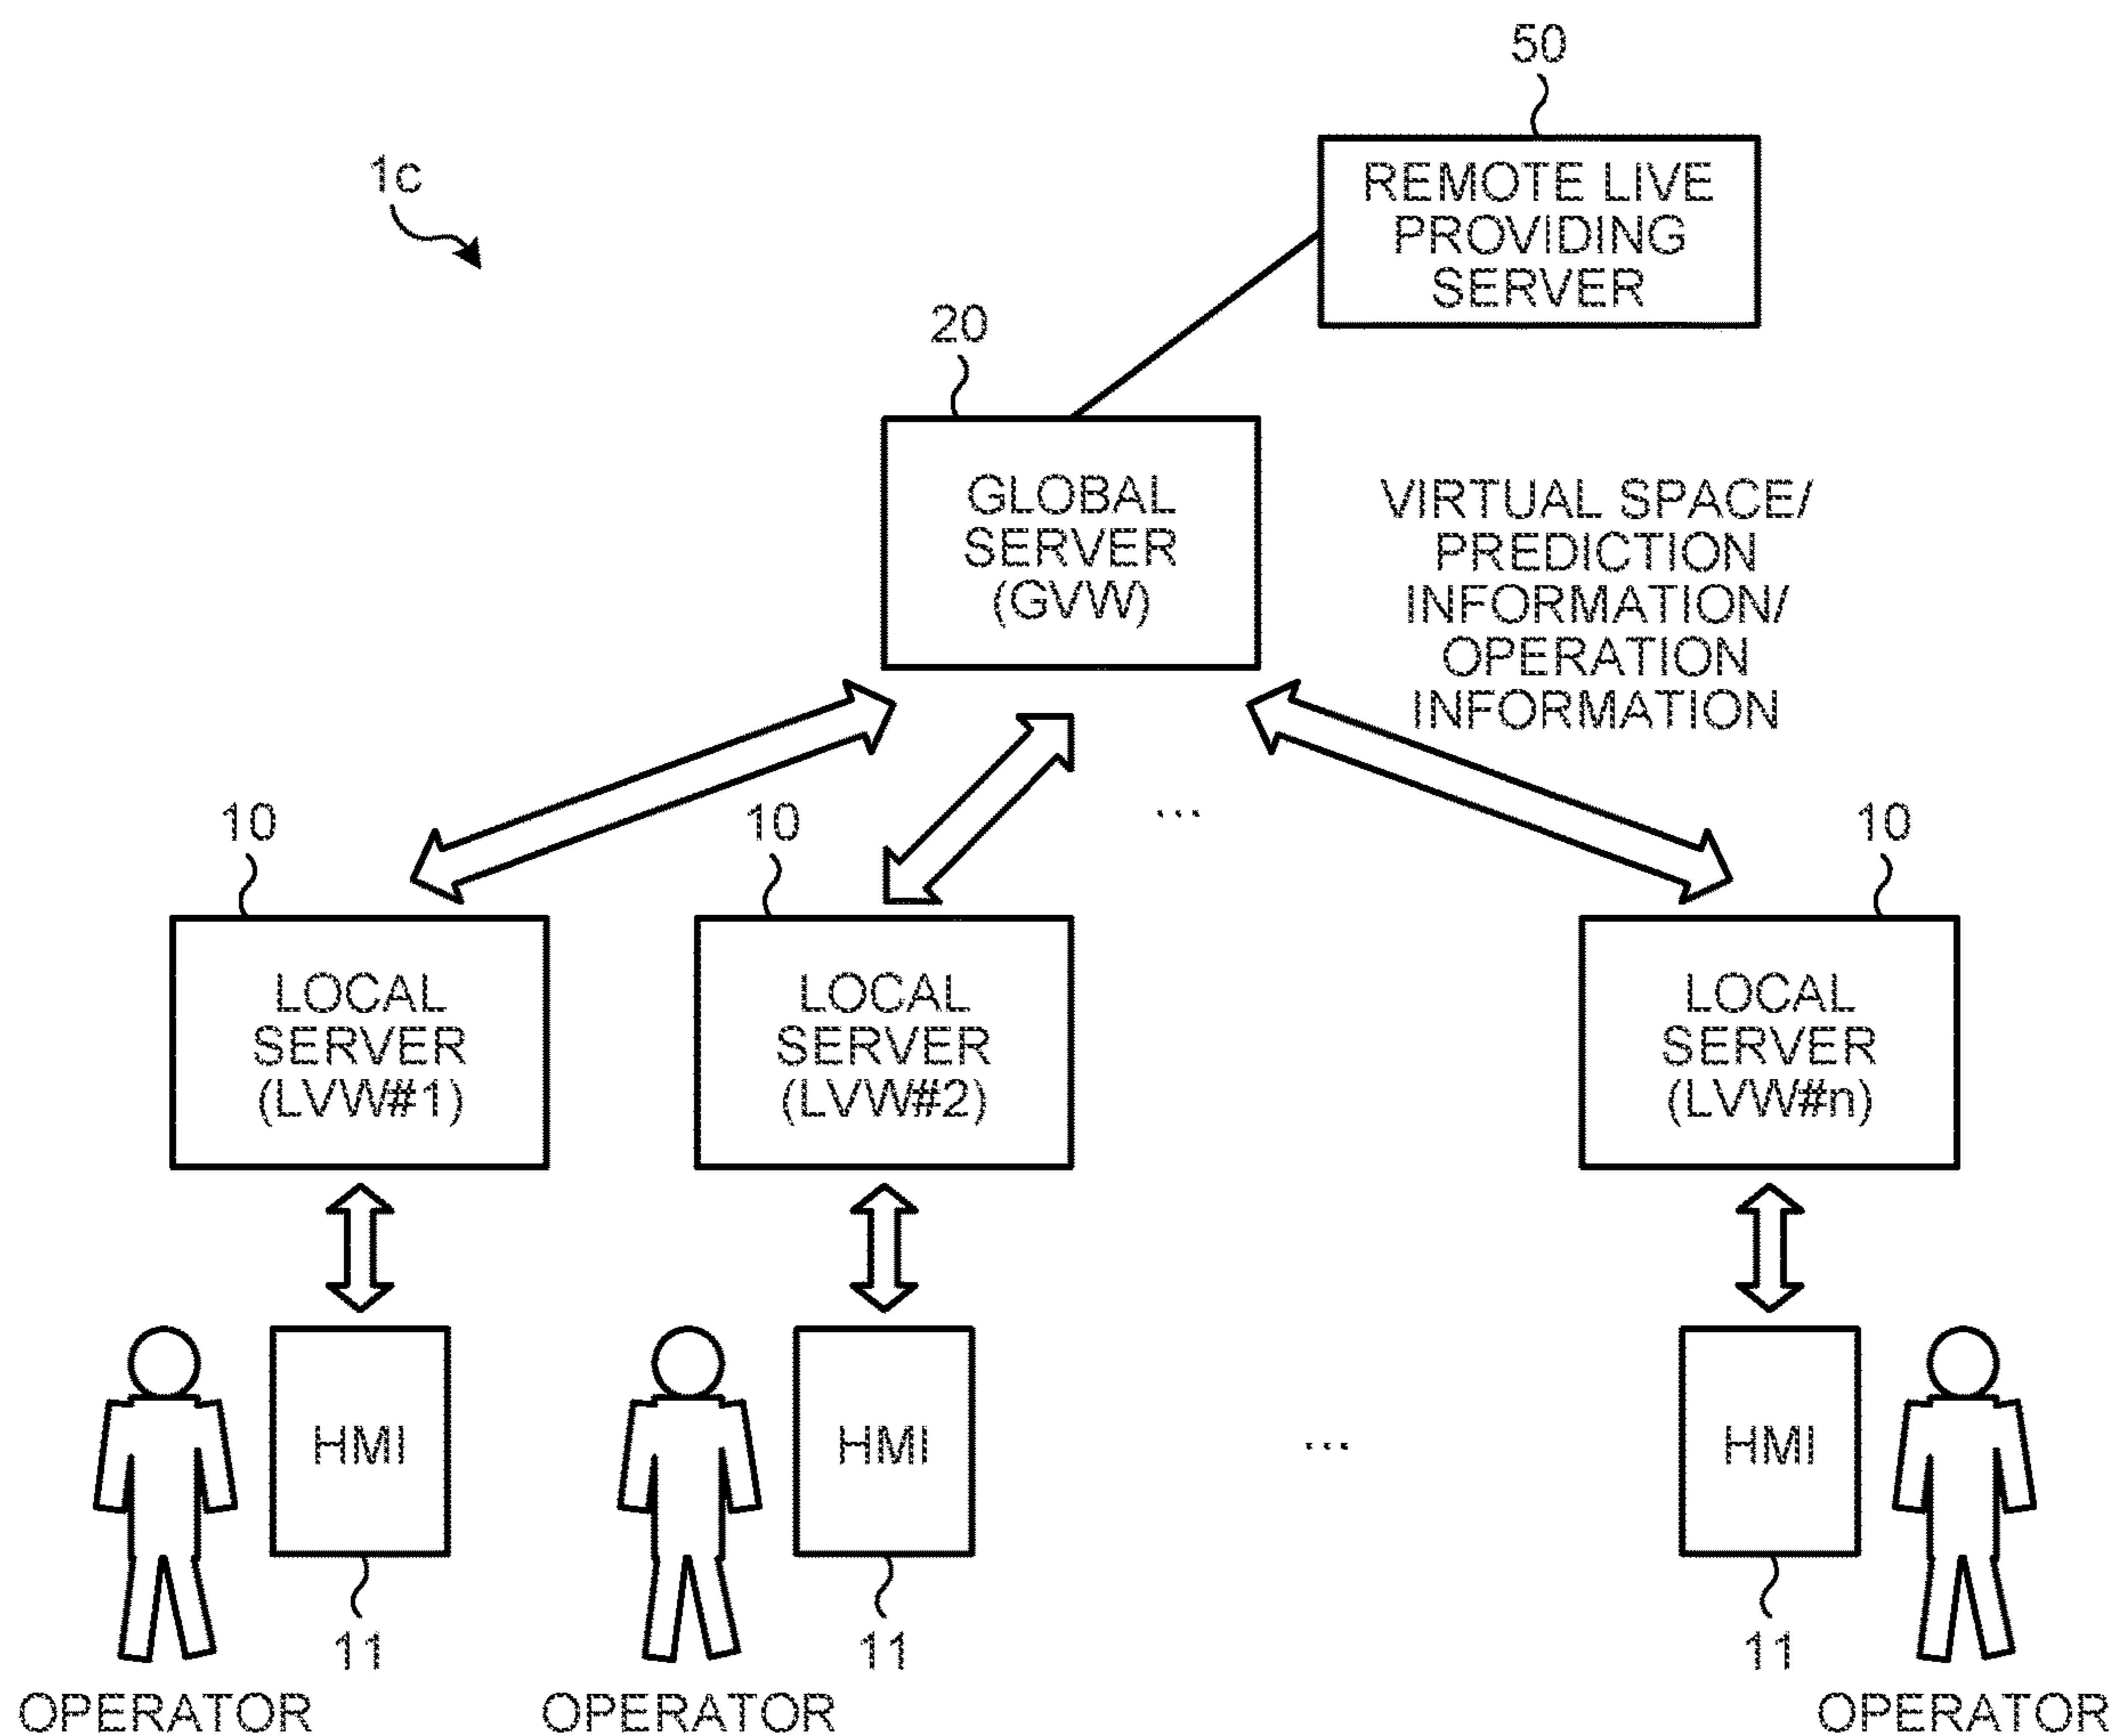 50
1c
REMOTE LIVE
PROVIDING
SERVER
20
GLOBAL
SERVER
(GVW)
VIRTUAL SPACE/
PREDICTION
INFORMATION/
OPERATION
INFORMATION
10
10
...
10
LOCAL
SERVER
(LVW#1)
LOCAL
SERVER
(LVW#2)
LOCAL
SERVER
(LVW#n)
HMI
HMI
...
HMI
11
11
11
OPERATOR
OPERATOR
OPERATOR